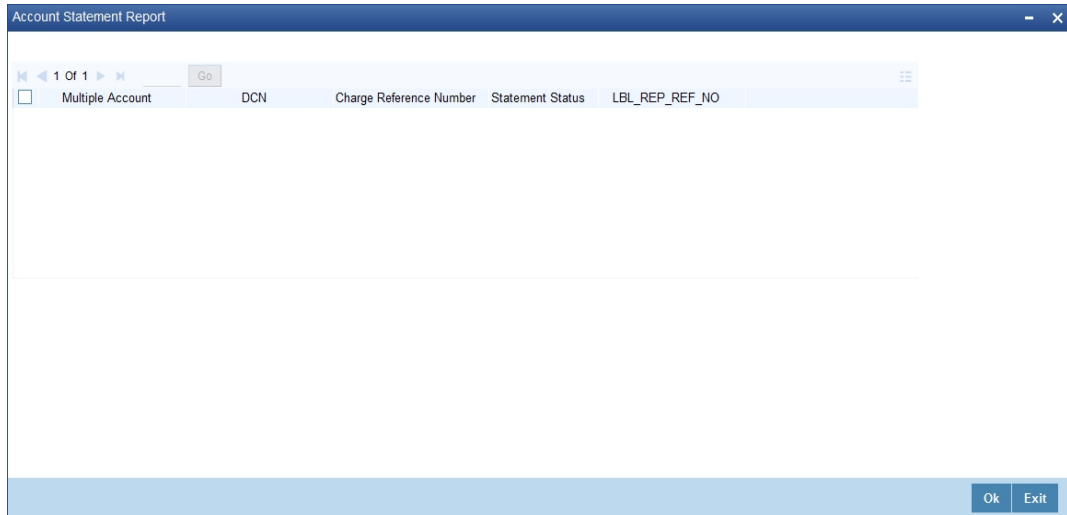 Account Statement Report
1 Of 1 Go
Multiple Account DCN Charge Reference Number Statement Status LBL_REP_REF_NO
Ok Exit